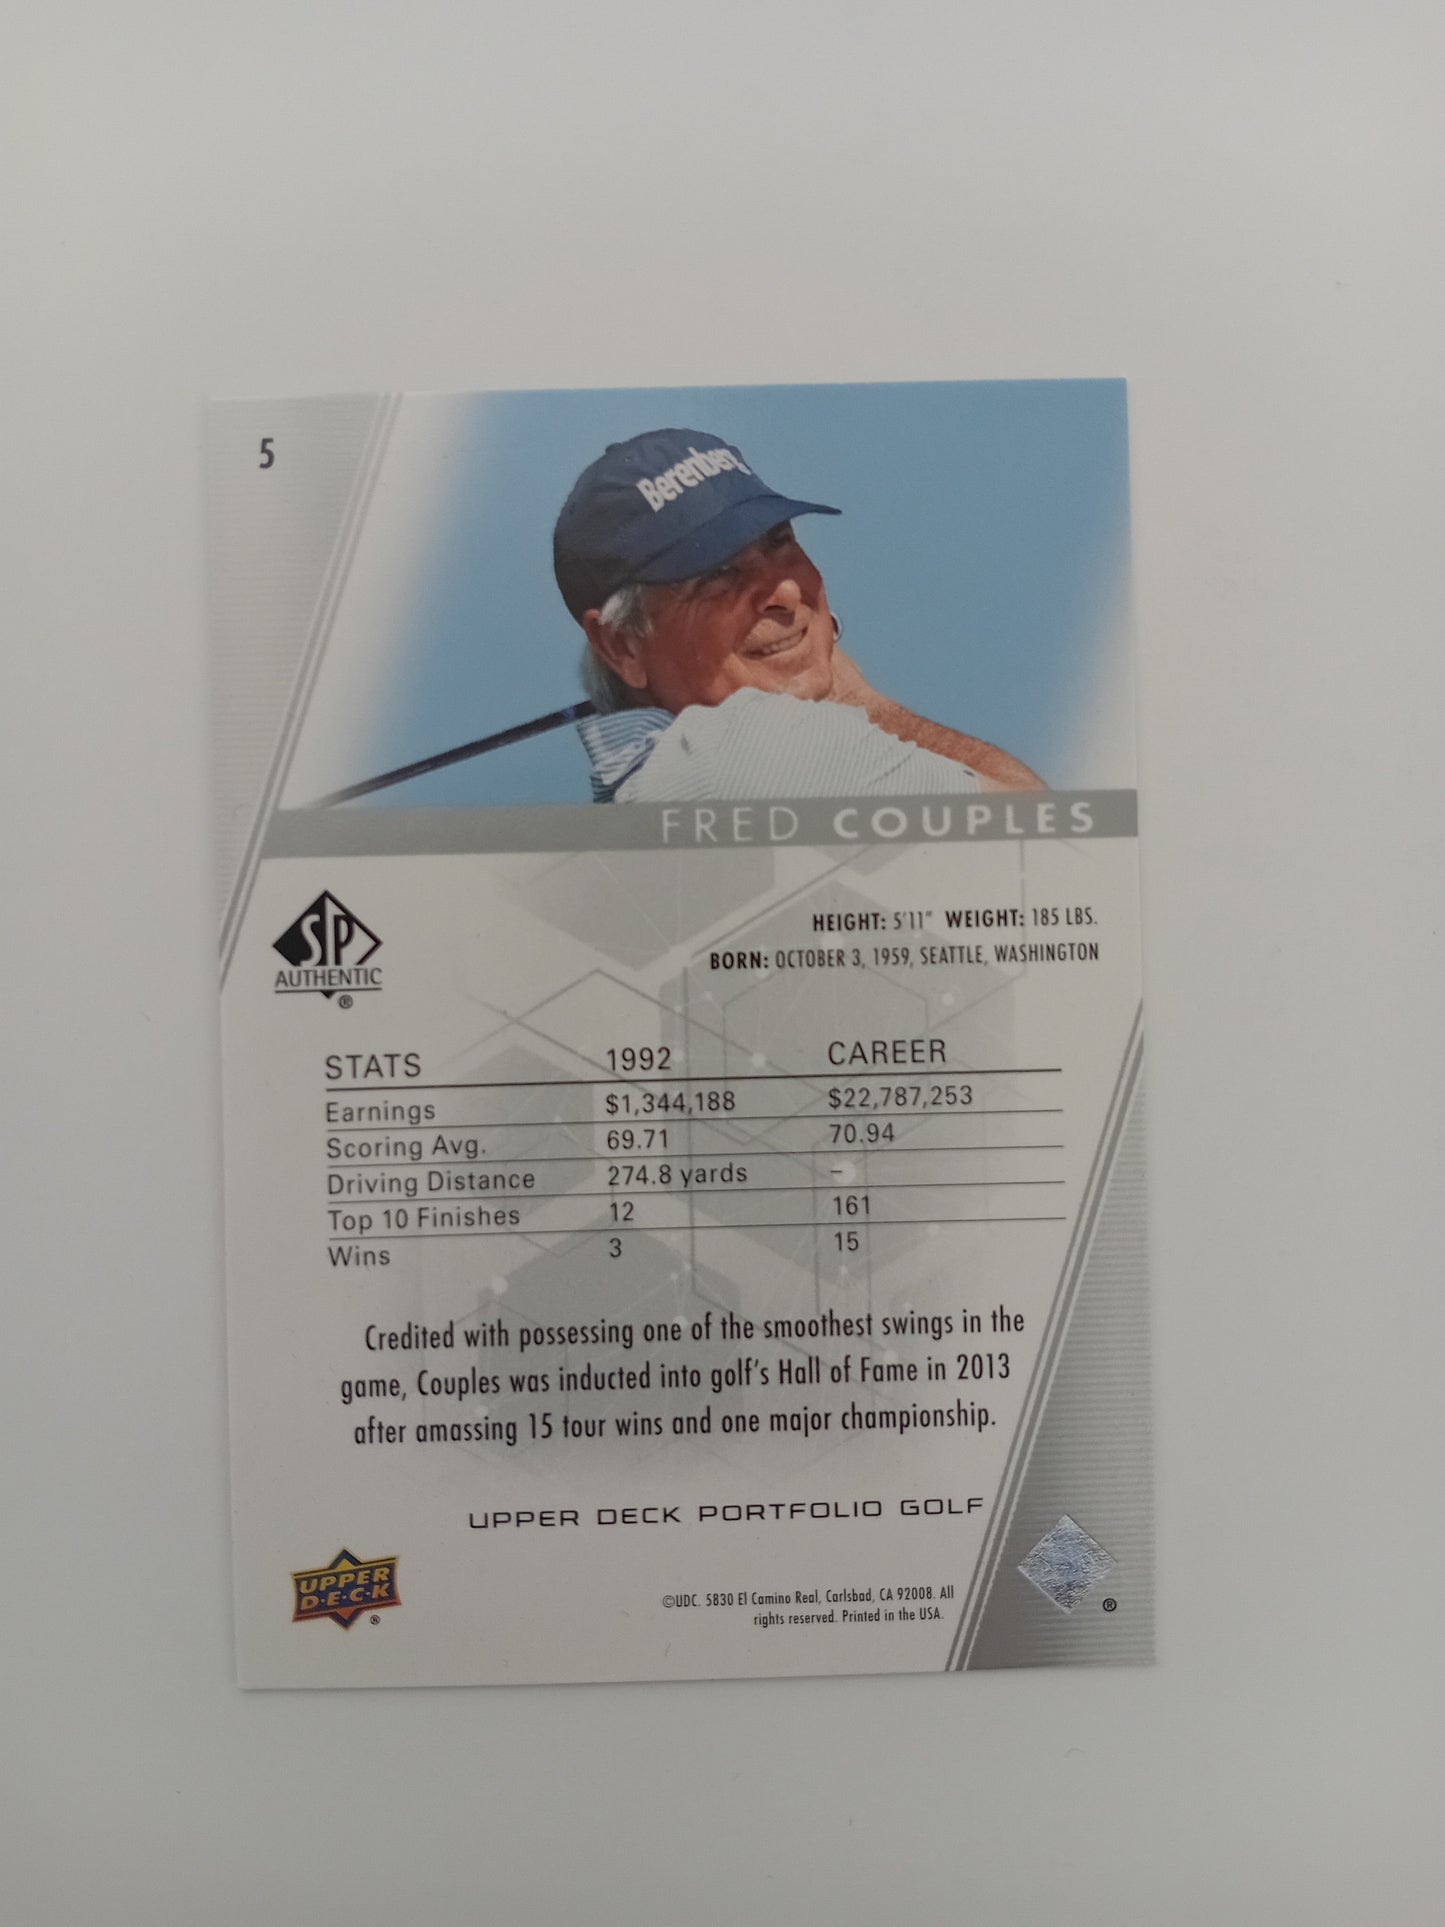 5
Berenberg
FRED COUPLES
SP
AUTHENTIC
®
HEIGHT: 5'11" WEIGHT: 185 LBS.
BORN: OCTOBER 3, 1959, SEATTLE, WASHINGTON
STATS 1992 CAREER
Earnings $1,344,188 $22,787,253
Scoring Avg. 69.71 70.94
Driving Distance 274.8 yards –
Top 10 Finishes 12 161
Wins 3 15
Credited with possessing one of the smoothest swings in the
game, Couples was inducted into golf's Hall of Fame in 2013
after amassing 15 tour wins and one major championship.
UPPER DECK PORTFOLIO GOLF
UPPER
D·E·C·K
®
©UDC. 5830 El Camino Real, Carlsbad, CA 92008. All
rights reserved. Printed in the USA.
®